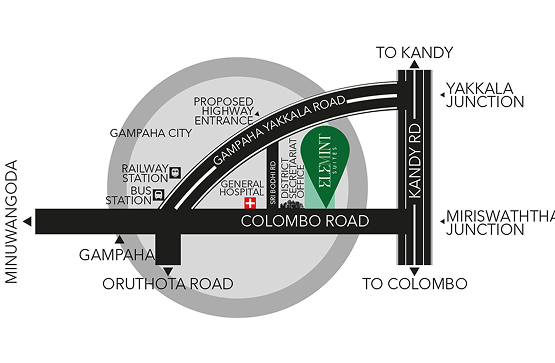 TO KANDY
YAKKALA
JUNCTION
PROPOSED
HIGHWAY
ENTRANCE
GAMPAHA YAKKALA ROAD
GAMPAHA CITY
KANDY RD
ELEMENT
SUITES
RAILWAY
STATION
BUS
STATION
GENERAL
HOSPITAL
SRI BODHI RD
DISTRICT
SECRETARIAT
OFFICE
MINUWANGODA
COLOMBO ROAD
MIRISWATHTHA
JUNCTION
GAMPAHA
ORUTHOTA ROAD
TO COLOMBO